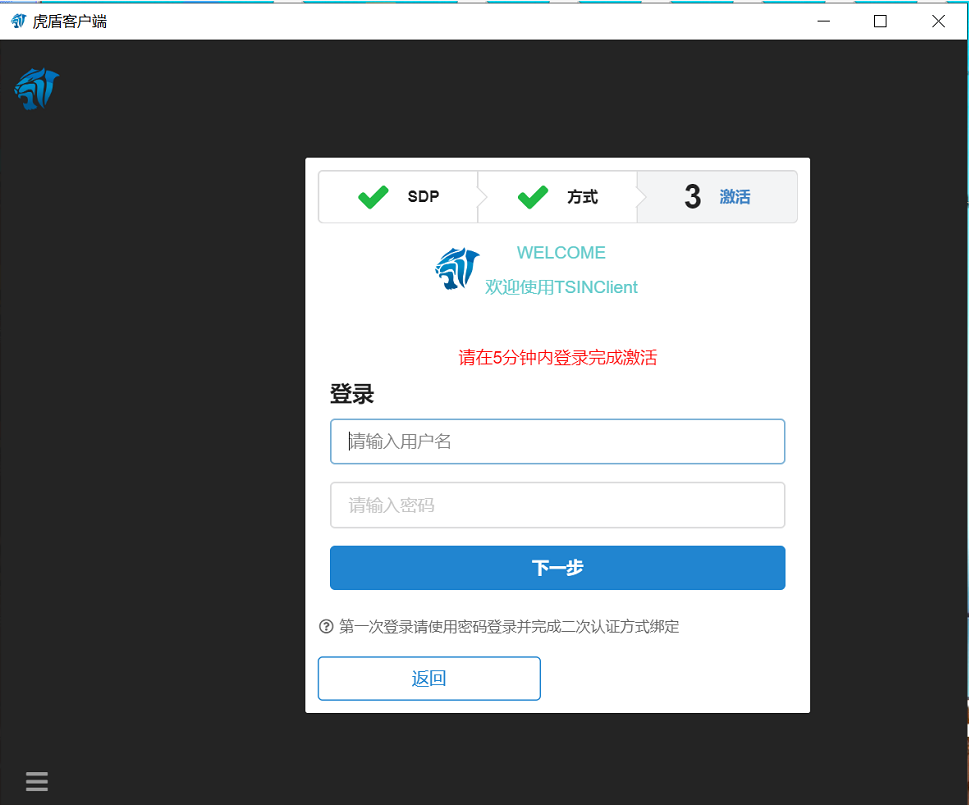 虎盾客户端
SDP
方式
3 激活
WELCOME
欢迎使用TSINClient
请在5分钟内登录完成激活
登录
请输入用户名
请输入密码
下一步
第一次登录请使用密码登录并完成二次认证方式绑定
返回